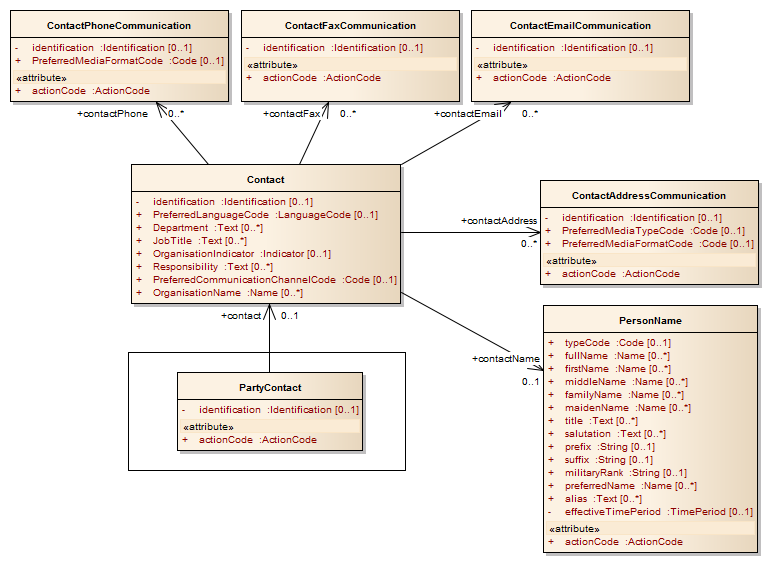 ContactPhoneCommunication
- identification :Identification [0..1]
+ PreferredMediaFormatCode :Code [0..1]
«attribute»
+ actionCode :ActionCode
ContactFaxCommunication
- identification :Identification [0..1]
«attribute»
+ actionCode :ActionCode
ContactEmailCommunication
- identification :Identification [0..1]
«attribute»
+ actionCode :ActionCode
+contactPhone 0..*
+contactFax 0..*
+contactEmail 0..*
Contact
- identification :Identification [0..1]
+ PreferredLanguageCode :LanguageCode [0..1]
+ Department :Text [0..*]
+ JobTitle :Text [0..*]
+ OrganisationIndicator :Indicator [0..1]
+ Responsibility :Text [0..*]
+ PreferredCommunicationChannelCode :Code [0..1]
+ OrganisationName :Name [0..*]
+contactAddress
0..*
ContactAddressCommunication
- identification :Identification [0..1]
+ PreferredMediaTypeCode :Code [0..1]
+ PreferredMediaFormatCode :Code [0..1]
«attribute»
+ actionCode :ActionCode
+contact 0..1
+contactName
0..1
PartyContact
- identification :Identification [0..1]
«attribute»
+ actionCode :ActionCode
PersonName
+ typeCode :Code [0..1]
+ fullName :Name [0..*]
+ firstName :Name [0..*]
+ middleName :Name [0..*]
+ familyName :Name [0..*]
+ maidenName :Name [0..*]
+ title :Text [0..*]
+ salutation :Text [0..*]
+ prefix :String [0..1]
+ suffix :String [0..1]
+ militaryRank :String [0..1]
+ preferredName :Name [0..*]
+ alias :Text [0..*]
- effectiveTimePeriod :TimePeriod [0..1]
«attribute»
+ actionCode :ActionCode